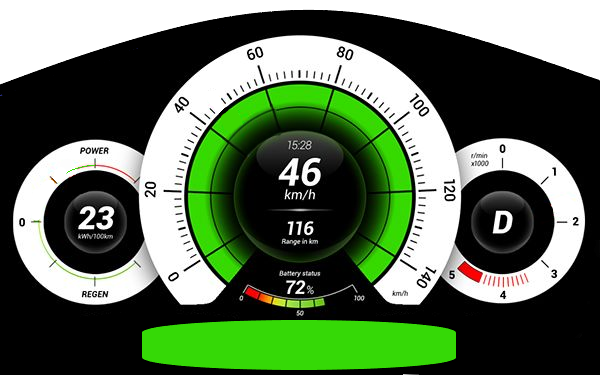 60
80
40
100
20
120
0
140
km/h
15:28
46
km/h
116
Range in km
Battery status
72%
0
50
100
POWER
0
23
kWh/100km
REGEN
r/min
x1000
0
1
2
3
4
5
D